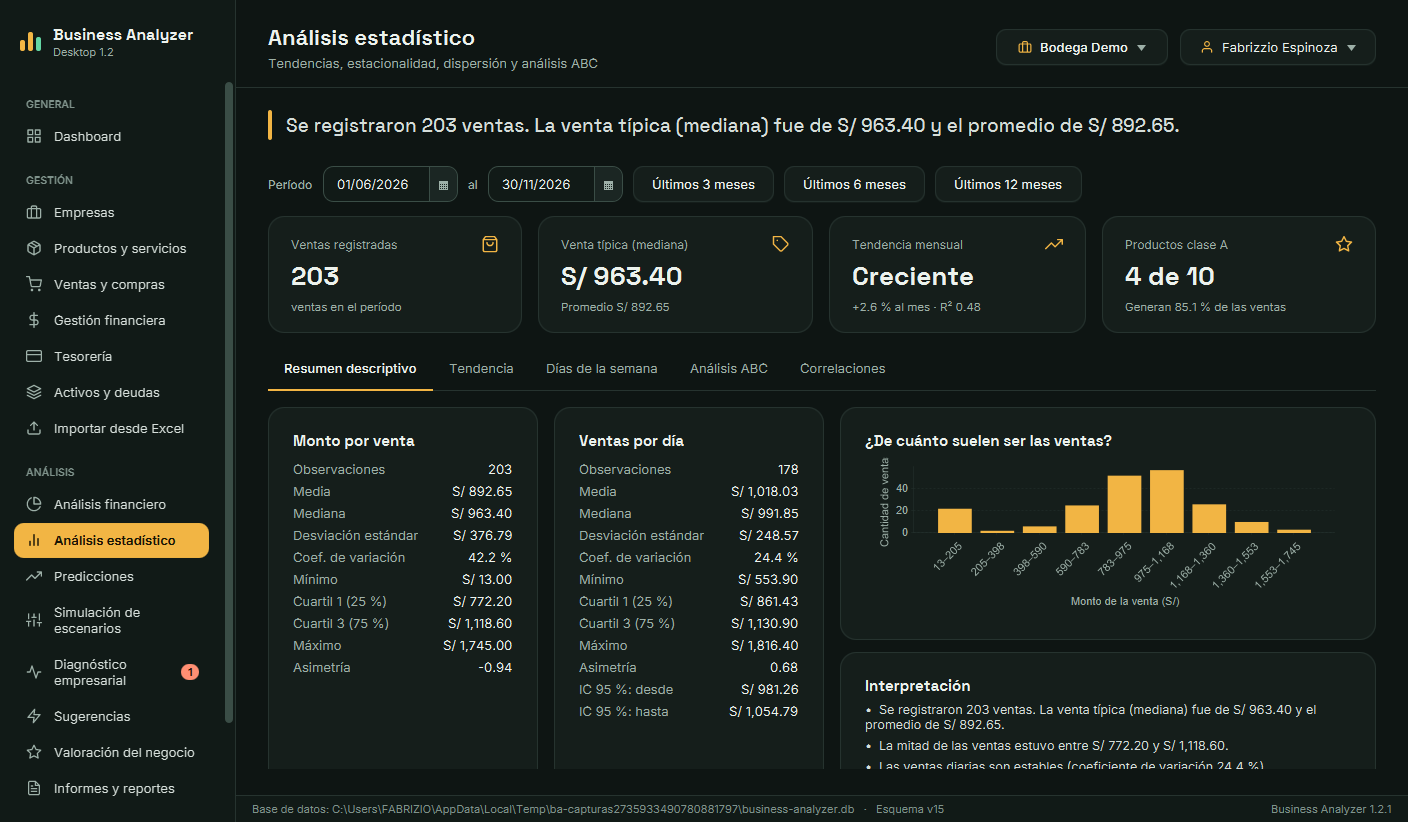 Business Analyzer
Desktop 1.2
GENERAL
Dashboard
GESTIÓN
Empresas
Productos y servicios
Ventas y compras
Gestión financiera
Tesorería
Activos y deudas
Importar desde Excel
ANÁLISIS
Análisis financiero
Análisis estadístico
Predicciones
Simulación de
escenarios
Diagnóstico
empresarial
1
Sugerencias
Valoración del negocio
Informes y reportes
Análisis estadístico
Tendencias, estacionalidad, dispersión y análisis ABC
Bodega Demo
Fabrizzio Espinoza
Se registraron 203 ventas. La venta típica (mediana) fue de S/ 963.40 y el promedio de S/ 892.65.
Período 01/06/2026 al 30/11/2026 Últimos 3 meses Últimos 6 meses Últimos 12 meses
Ventas registradas
203
ventas en el período
Venta típica (mediana)
S/ 963.40
Promedio S/ 892.65
Tendencia mensual
Creciente
+2.6 % al mes · R² 0.48
Productos clase A
4 de 10
Generan 85.1 % de las ventas
Resumen descriptivo Tendencia Días de la semana Análisis ABC Correlaciones
Monto por venta
Observaciones 203
Media S/ 892.65
Mediana S/ 963.40
Desviación estándar S/ 376.79
Coef. de variación 42.2 %
Mínimo S/ 13.00
Cuartil 1 (25 %) S/ 772.20
Cuartil 3 (75 %) S/ 1,118.60
Máximo S/ 1,745.00
Asimetría -0.94
Ventas por día
Observaciones 178
Media S/ 1,018.03
Mediana S/ 991.85
Desviación estándar S/ 248.57
Coef. de variación 24.4 %
Mínimo S/ 553.90
Cuartil 1 (25 %) S/ 861.43
Cuartil 3 (75 %) S/ 1,130.90
Máximo S/ 1,816.40
Asimetría 0.68
IC 95 %: desde S/ 981.26
IC 95 %: hasta S/ 1,054.79
¿De cuánto suelen ser las ventas?
Cantidad de venta
40
20
0
13–205 205–398 398–590 590–783 783–975 975–1,168 1,168–1,360 1,360–1,553 1,553–1,745
Monto de la venta (S/)
Interpretación
• Se registraron 203 ventas. La venta típica (mediana) fue de S/ 963.40 y el
promedio de S/ 892.65.
• La mitad de las ventas estuvo entre S/ 772.20 y S/ 1,118.60.
• Las ventas diarias son estables (coeficiente de variación 24.4 %)
Base de datos: C:\Users\FABRIZIO\AppData\Local\Temp\ba-capturas2735933490780881797\business-analyzer.db · Esquema v15
Business Analyzer 1.2.1